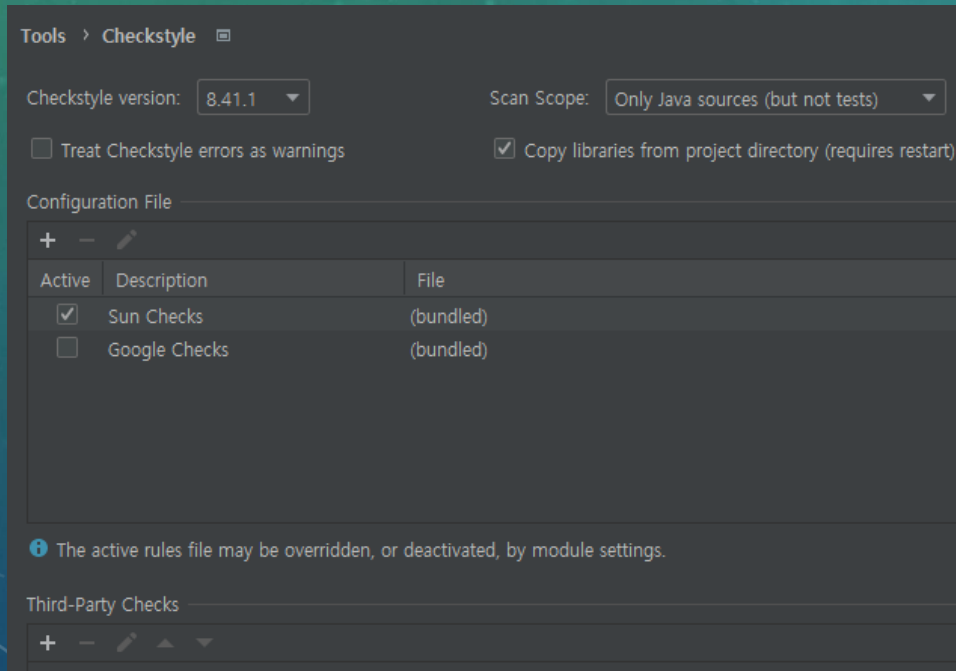 Tools › Checkstyle
Checkstyle version: 8.41.1 Scan Scope: Only Java sources (but not tests)
Treat Checkstyle errors as warnings Copy libraries from project directory (requires restart)
Configuration File
Active Description File
Sun Checks (bundled)
Google Checks (bundled)
The active rules file may be overridden, or deactivated, by module settings.
Third-Party Checks